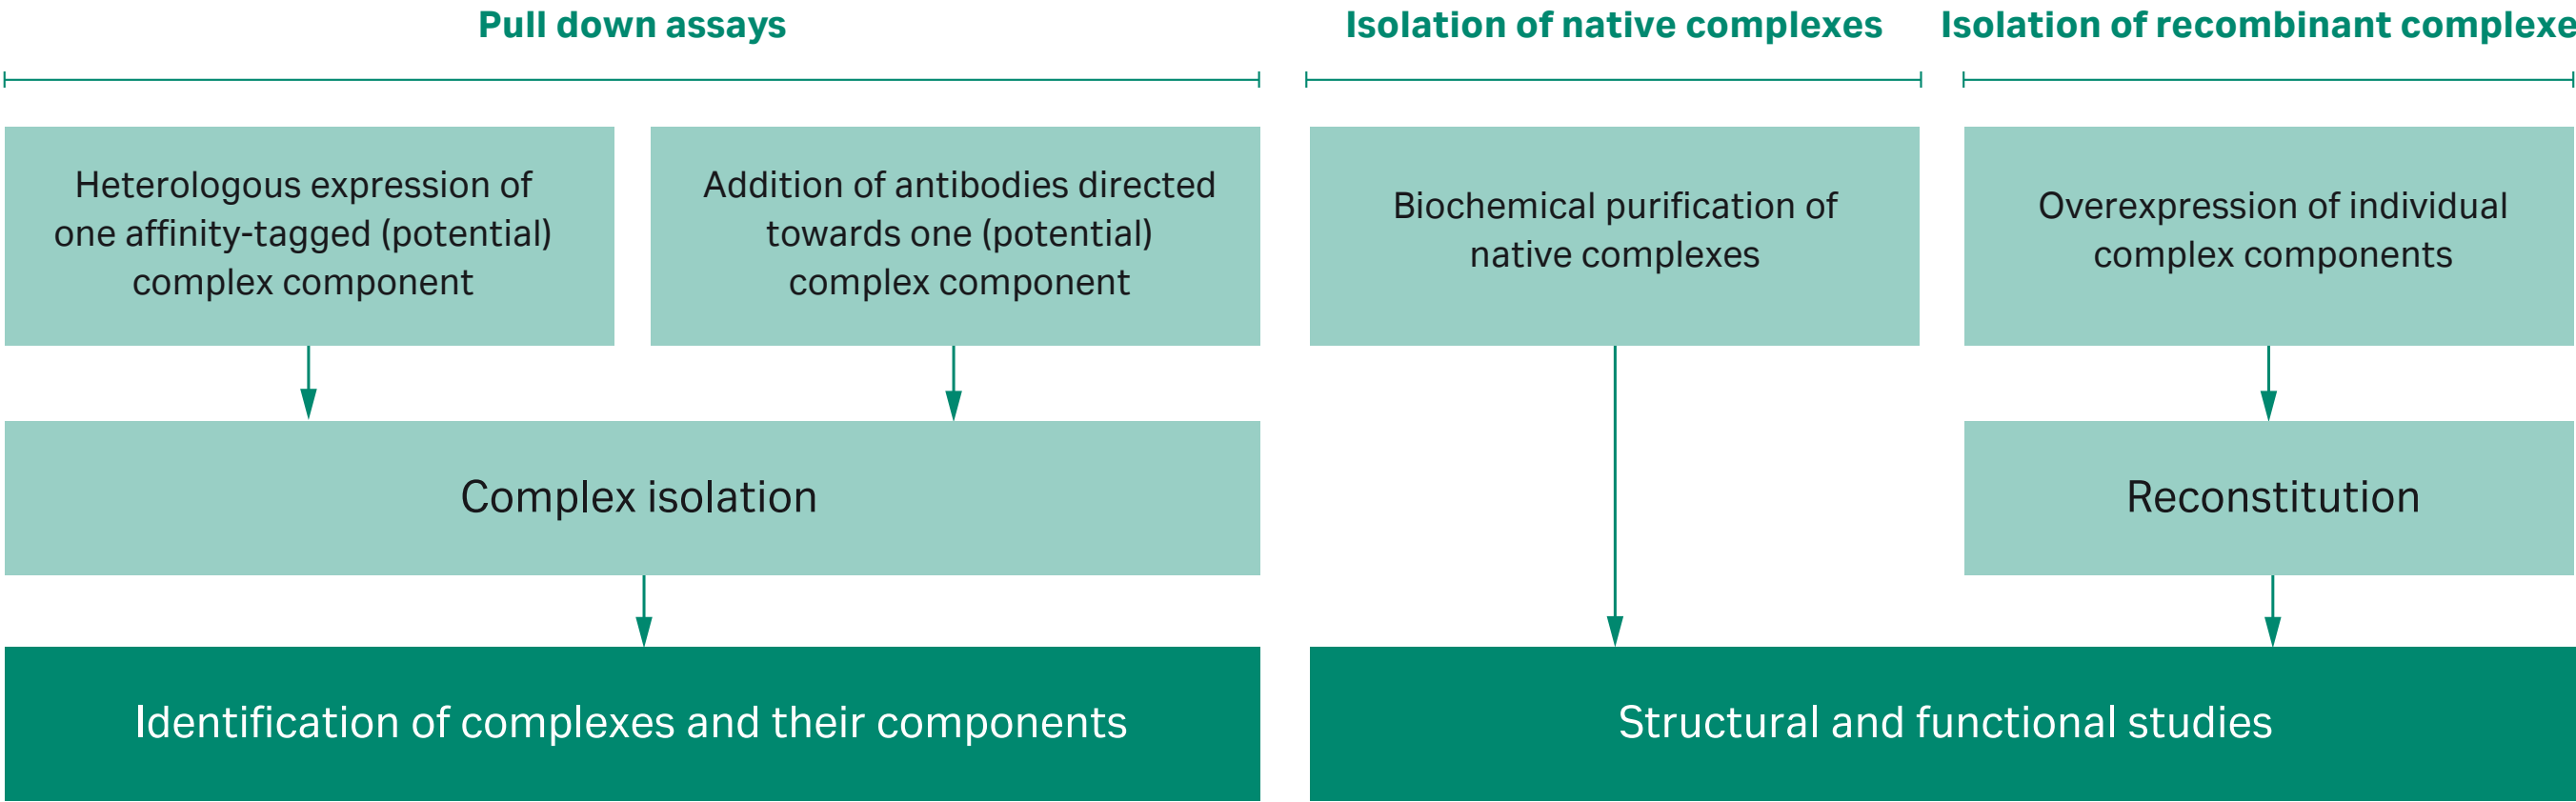 Pull down assays
Isolation of native complexes
Isolation of recombinant complexe
Heterologous expression of
one affinity-tagged (potential)
complex component
Addition of antibodies directed
towards one (potential)
complex component
Biochemical purification of
native complexes
Overexpression of individual
complex components
Complex isolation
Reconstitution
Identification of complexes and their components
Structural and functional studies